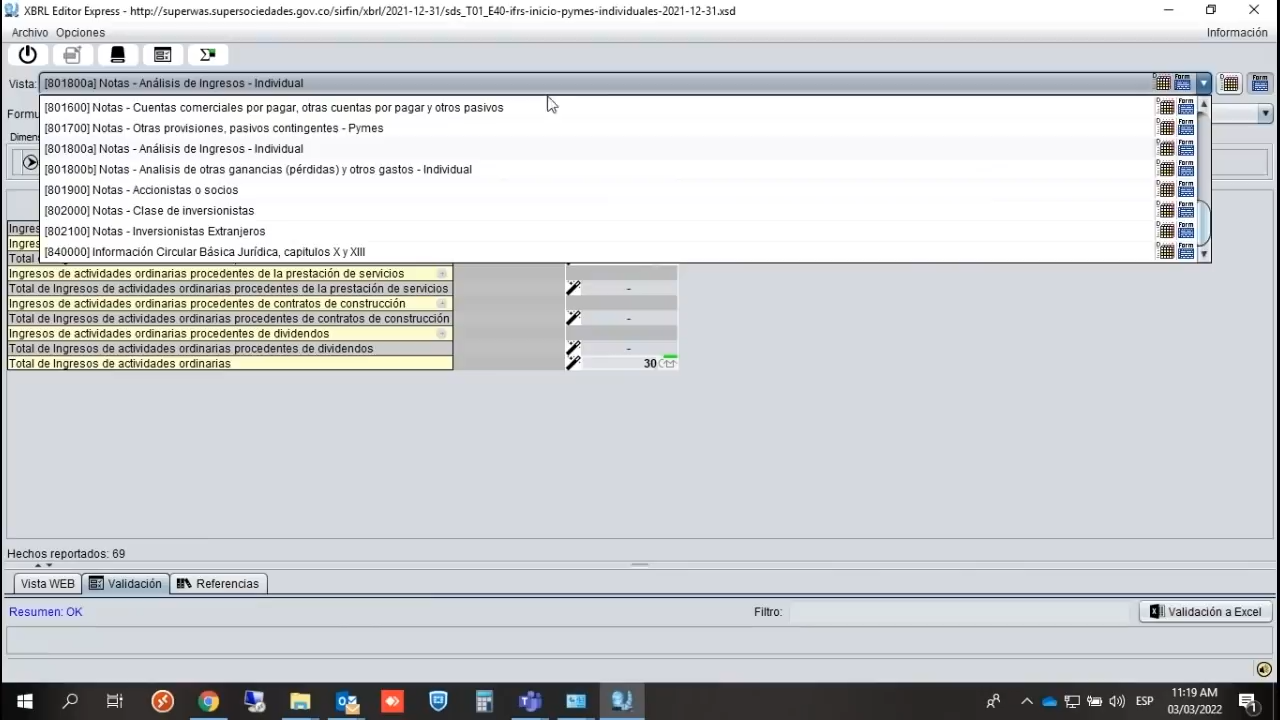 XBRL Editor Express - http://superwas.supersociedades.gov.co/sirfin/xbrl/2021-12-31/sds_T01_E40-ifrs-inicio-pymes-individuales-2021-12-31.xsd
Archivo Opciones Información
Vista: [801800a] Notas - Análisis de Ingresos - Individual
[801600] Notas - Cuentas comerciales por pagar, otras cuentas por pagar y otros pasivos
Formu
[801700] Notas - Otras provisiones, pasivos contingentes - Pymes
Dimen
[801800a] Notas - Análisis de Ingresos - Individual
[801800b] Notas - Analisis de otras ganancias (pérdidas) y otros gastos - Individual
[801900] Notas - Accionistas o socios
[802000] Notas - Clase de inversionistas
Ingres
[802100] Notas - Inversionistas Extranjeros
Ingres
[840000] Información Circular Básica Jurídica, capitulos X y XIII
Total
Ingresos de actividades ordinarias procedentes de la prestación de servicios
Total de Ingresos de actividades ordinarias procedentes de la prestación de servicios -
Ingresos de actividades ordinarias procedentes de contratos de construcción
Total de Ingresos de actividades ordinarias procedentes de contratos de construcción -
Ingresos de actividades ordinarias procedentes de dividendos
Total de Ingresos de actividades ordinarias procedentes de dividendos -
Total de Ingresos de actividades ordinarias 30
Hechos reportados: 69
Vista WEB Validación Referencias
Resumen: OK Filtro: Validación a Excel
ESP 11:19 AM
03/03/2022